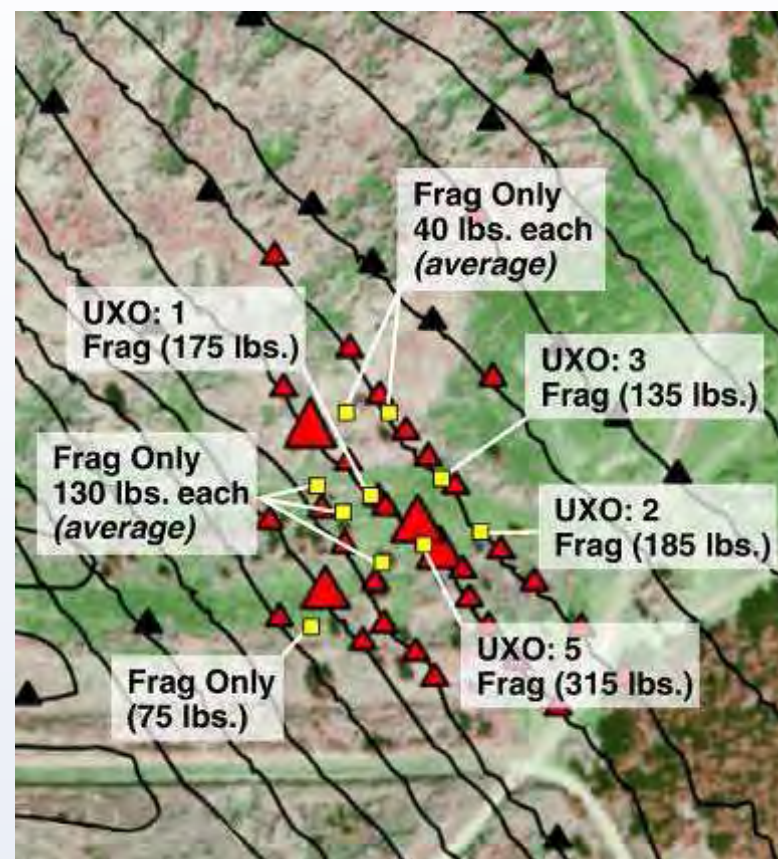 Frag Only
40 lbs. each
(average)
UXO: 1
Frag (175 lbs.)
UXO: 3
Frag (135 lbs.)
Frag Only
130 lbs. each
(average)
UXO: 2
Frag (185 lbs.)
UXO: 5
Frag (315 lbs.)
Frag Only
(75 lbs.)